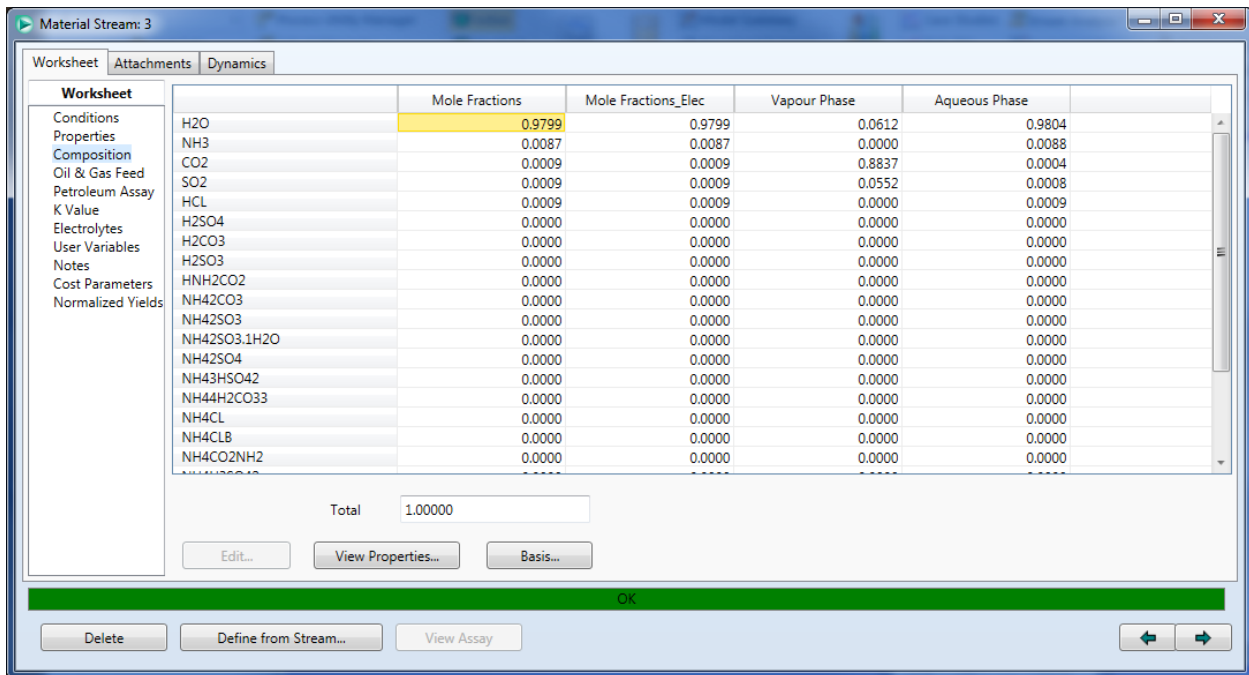 Material Stream: 3
Worksheet Attachments Dynamics
Worksheet
Conditions
Properties
Composition
Oil & Gas Feed
Petroleum Assay
K Value
Electrolytes
User Variables
Notes
Cost Parameters
Normalized Yields
Mole Fractions Mole Fractions_Elec Vapour Phase Aqueous Phase
H2O 0.9799 0.9799 0.0612 0.9804
NH3 0.0087 0.0087 0.0000 0.0088
CO2 0.0009 0.0009 0.8837 0.0004
SO2 0.0009 0.0009 0.0552 0.0008
HCL 0.0009 0.0009 0.0000 0.0009
H2SO4 0.0000 0.0000 0.0000 0.0000
H2CO3 0.0000 0.0000 0.0000 0.0000
H2SO3 0.0000 0.0000 0.0000 0.0000
HNH2CO2 0.0000 0.0000 0.0000 0.0000
NH42CO3 0.0000 0.0000 0.0000 0.0000
NH42SO3 0.0000 0.0000 0.0000 0.0000
NH42SO3.1H2O 0.0000 0.0000 0.0000 0.0000
NH42SO4 0.0000 0.0000 0.0000 0.0000
NH43HSO42 0.0000 0.0000 0.0000 0.0000
NH44H2CO33 0.0000 0.0000 0.0000 0.0000
NH4CL 0.0000 0.0000 0.0000 0.0000
NH4CLB 0.0000 0.0000 0.0000 0.0000
NH4CO2NH2 0.0000 0.0000 0.0000 0.0000
Total 1.00000
Edit... View Properties... Basis...
OK
Delete Define from Stream... View Assay